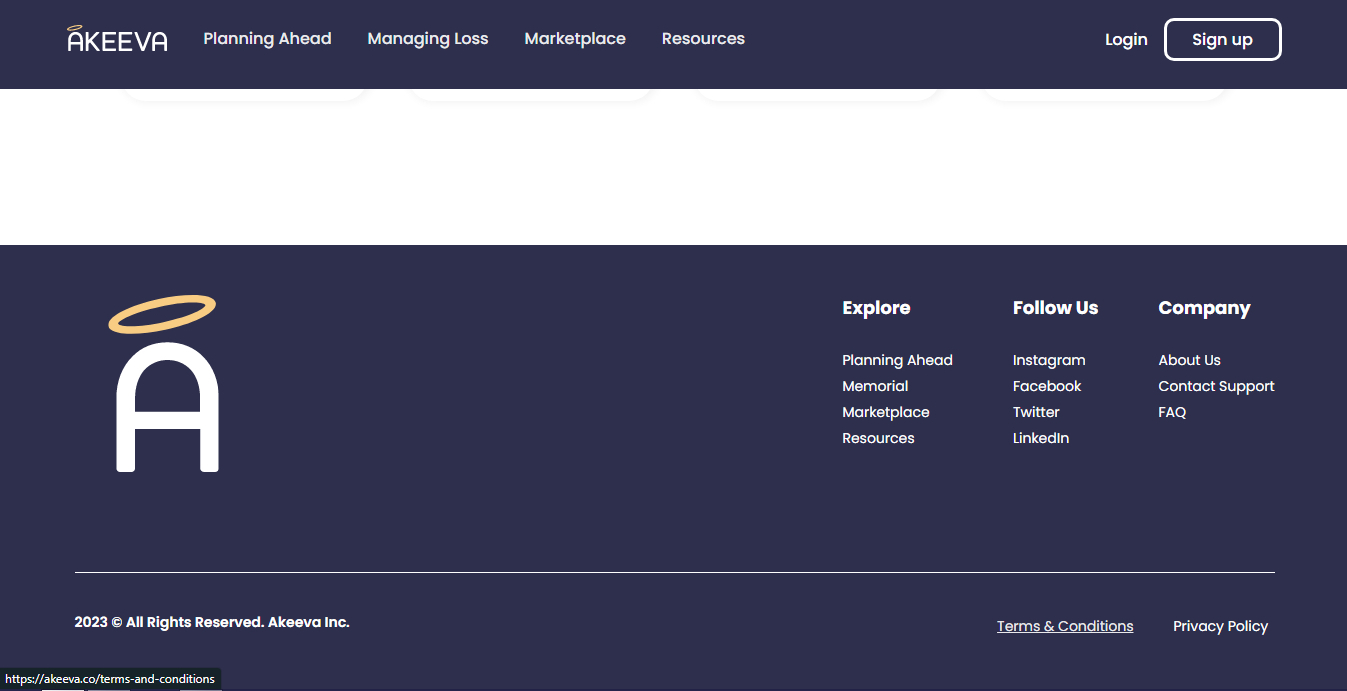 AKEEVA Planning Ahead Managing Loss Marketplace Resources Login Sign up
A
Explore
Planning Ahead
Memorial
Marketplace
Resources
Follow Us
Instagram
Facebook
Twitter
LinkedIn
Company
About Us
Contact Support
FAQ
2023 © All Rights Reserved. Akeeva Inc.
Terms & Conditions Privacy Policy
https://akeeva.co/terms-and-conditions